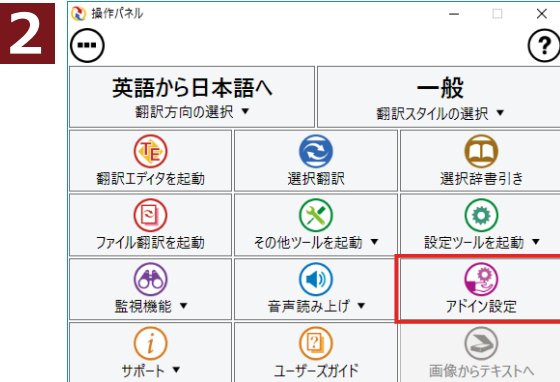 2
操作パネル
英語から日本語へ
翻訳方向の選択 ▼
一般
翻訳スタイルの選択 ▼
TE
翻訳エディタを起動
選択翻訳
選択辞書引き
ファイル翻訳を起動
その他ツールを起動 ▼
設定ツールを起動 ▼
監視機能 ▼
音声読み上げ ▼
アドイン設定
サポート ▼
ユーザーズガイド
画像からテキストへ